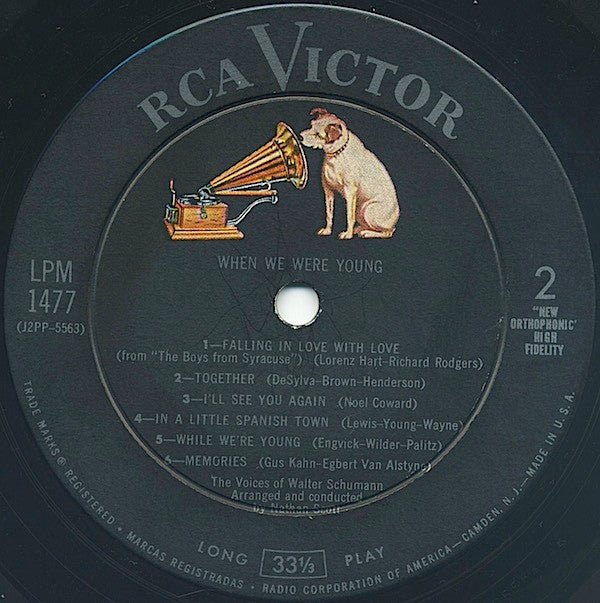 RCA VICTOR
WHEN WE WERE YOUNG
LPM
1477
(J2PP-5563)
2
"NEW
ORTHOPHONIC"
HIGH
FIDELITY
1—FALLING IN LOVE WITH LOVE
(from "The Boys from Syracuse") (Lorenz Hart-Richard Rodgers)
2—TOGETHER (DeSylva-Brown-Henderson)
3—I'LL SEE YOU AGAIN (Noel Coward)
4—IN A LITTLE SPANISH TOWN (Lewis-Young-Wayne)
5—WHILE WE'RE YOUNG (Engvick-Wilder-Palitz)
6—MEMORIES (Gus Kahn-Egbert Van Alstyne)
The Voices of Walter Schumann
Arranged and conducted
by Nathan Scott
LONG 33⅓ PLAY
TRADE MARKS ® REGISTERED • MARCAS REGISTRADAS • RADIO CORPORATION OF AMERICA—CAMDEN, N.J.—MADE IN U.S.A.